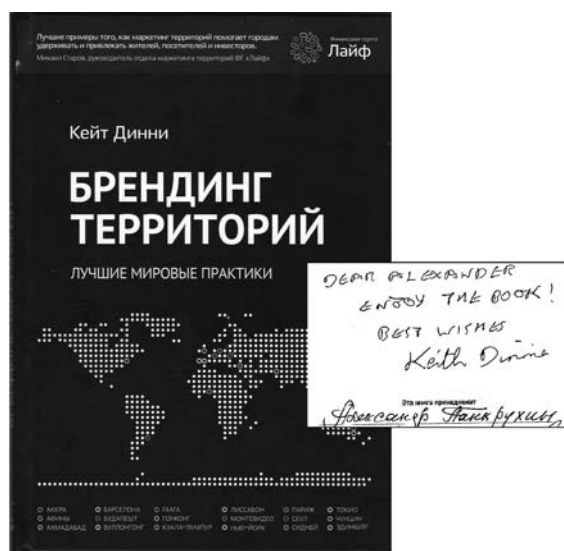 Лучшие примеры того, как маркетинг территорий помогает городам
удерживать и привлекать жителей, посетителей и инвесторов.
Михаил Старов, руководитель отдела маркетинга территорий ФГ «Лайф»
Финансовая группа
Лайф
Кейт Динни
БРЕНДИНГ
ТЕРРИТОРИЙ
ЛУЧШИЕ МИРОВЫЕ ПРАКТИКИ
DEAR ALEXANDER
ENJOY THE BOOK!
BEST WISHES
Keith Dinnie
Эта книга принадлежит
Александр Панкрухин
АККРА БАРСЕЛОНА ГААГА ЛИССАБОН ПАРИЖ ТОКИО
АФИНЫ БУДАПЕШТ ГОНКОНГ МОНТЕВИДЕО СЕУЛ ЧУНЦИН
АХМАДАБАД ВУЛЛОНГОНГ КУАЛА-ЛУМПУР НЬЮ-ЙОРК СИДНЕЙ ЭДИНБУРГ